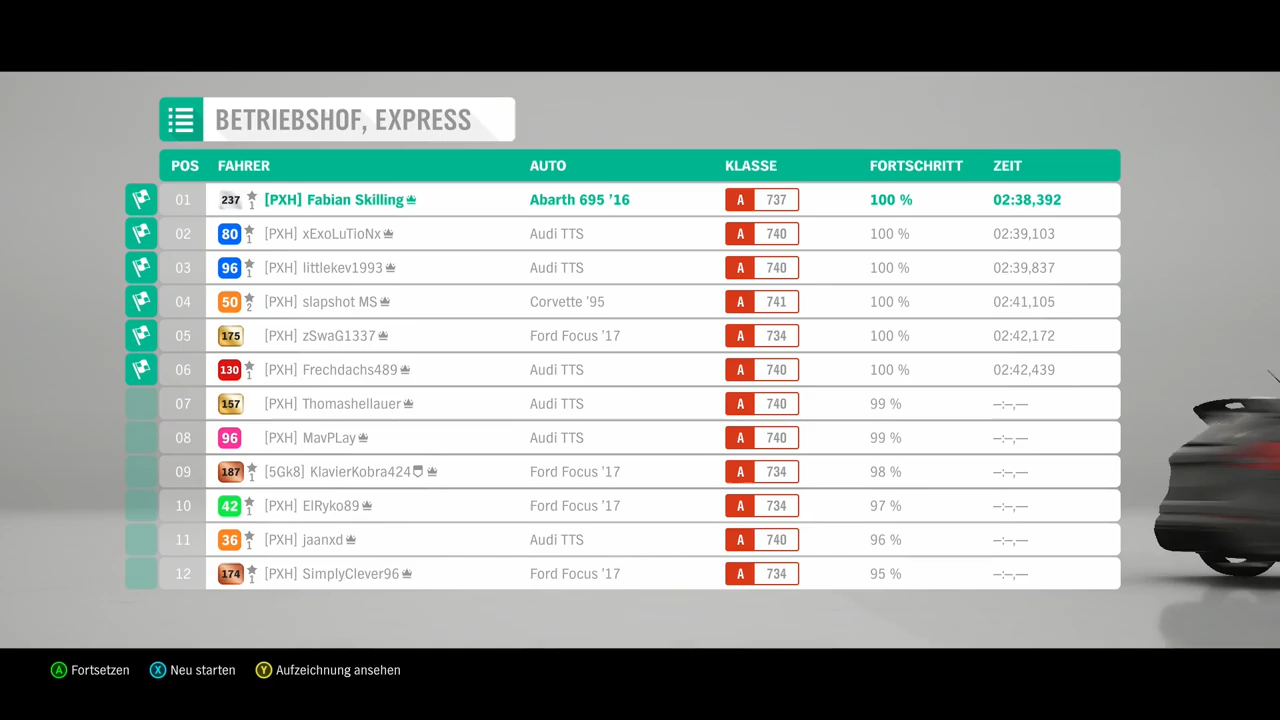 BETRIEBSHOF, EXPRESS
POS FAHRER AUTO KLASSE FORTSCHRITT ZEIT
01 237 1 [PXH] Fabian Skilling Abarth 695 '16 A 737 100 % 02:38,392
02 80 1 [PXH] xExoLuTioNx Audi TTS A 740 100 % 02:39,103
03 96 1 [PXH] littlekev1993 Audi TTS A 740 100 % 02:39,837
04 50 2 [PXH] slapshot MS Corvette '95 A 741 100 % 02:41,105
05 175 [PXH] zSwaG1337 Ford Focus '17 A 734 100 % 02:42,172
06 130 1 [PXH] Frechdachs489 Audi TTS A 740 100 % 02:42,439
07 157 [PXH] Thomashellauer Audi TTS A 740 99 % --:--,---
08 96 [PXH] MavPLay Audi TTS A 740 99 % --:--,---
09 187 1 [5Gk8] KlavierKobra424 Ford Focus '17 A 734 98 % --:--,---
10 42 1 [PXH] ElRyko89 Ford Focus '17 A 734 97 % --:--,---
11 36 1 [PXH] jaanxd Audi TTS A 740 96 % --:--,---
12 174 1 [PXH] SimplyClever96 Ford Focus '17 A 734 95 % --:--,---
A Fortsetzen X Neu starten Y Aufzeichnung ansehen